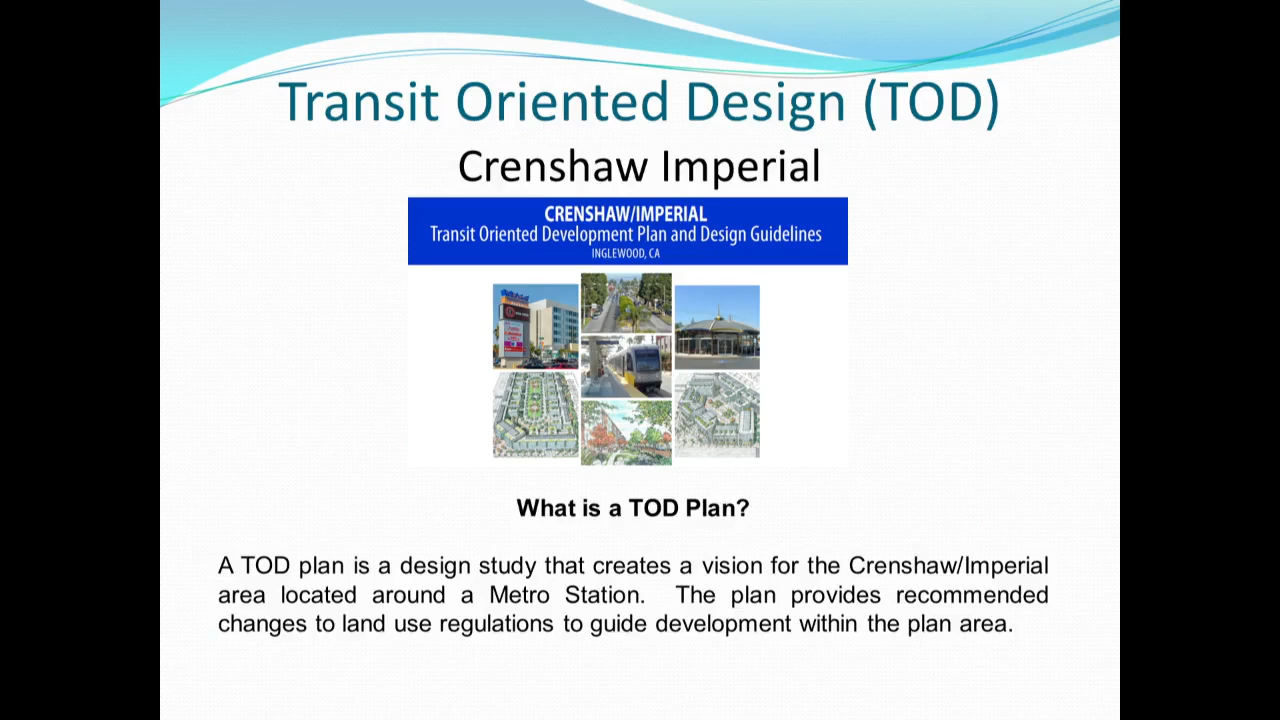 Transit Oriented Design (TOD)
Crenshaw Imperial
CRENSHAW/IMPERIAL
Transit Oriented Development Plan and Design Guidelines
INGLEWOOD, CA
What is a TOD Plan?
A TOD plan is a design study that creates a vision for the Crenshaw/Imperial
area located around a Metro Station. The plan provides recommended
changes to land use regulations to guide development within the plan area.